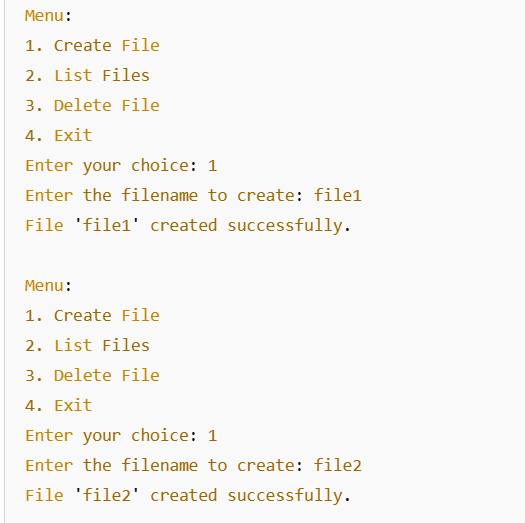 Menu:
1. Create File
2. List Files
3. Delete File
4. Exit
Enter your choice: 1
Enter the filename to create: file1
File 'file1' created successfully.
Menu:
1. Create File
2. List Files
3. Delete File
4. Exit
Enter your choice: 1
Enter the filename to create: file2
File 'file2' created successfully.